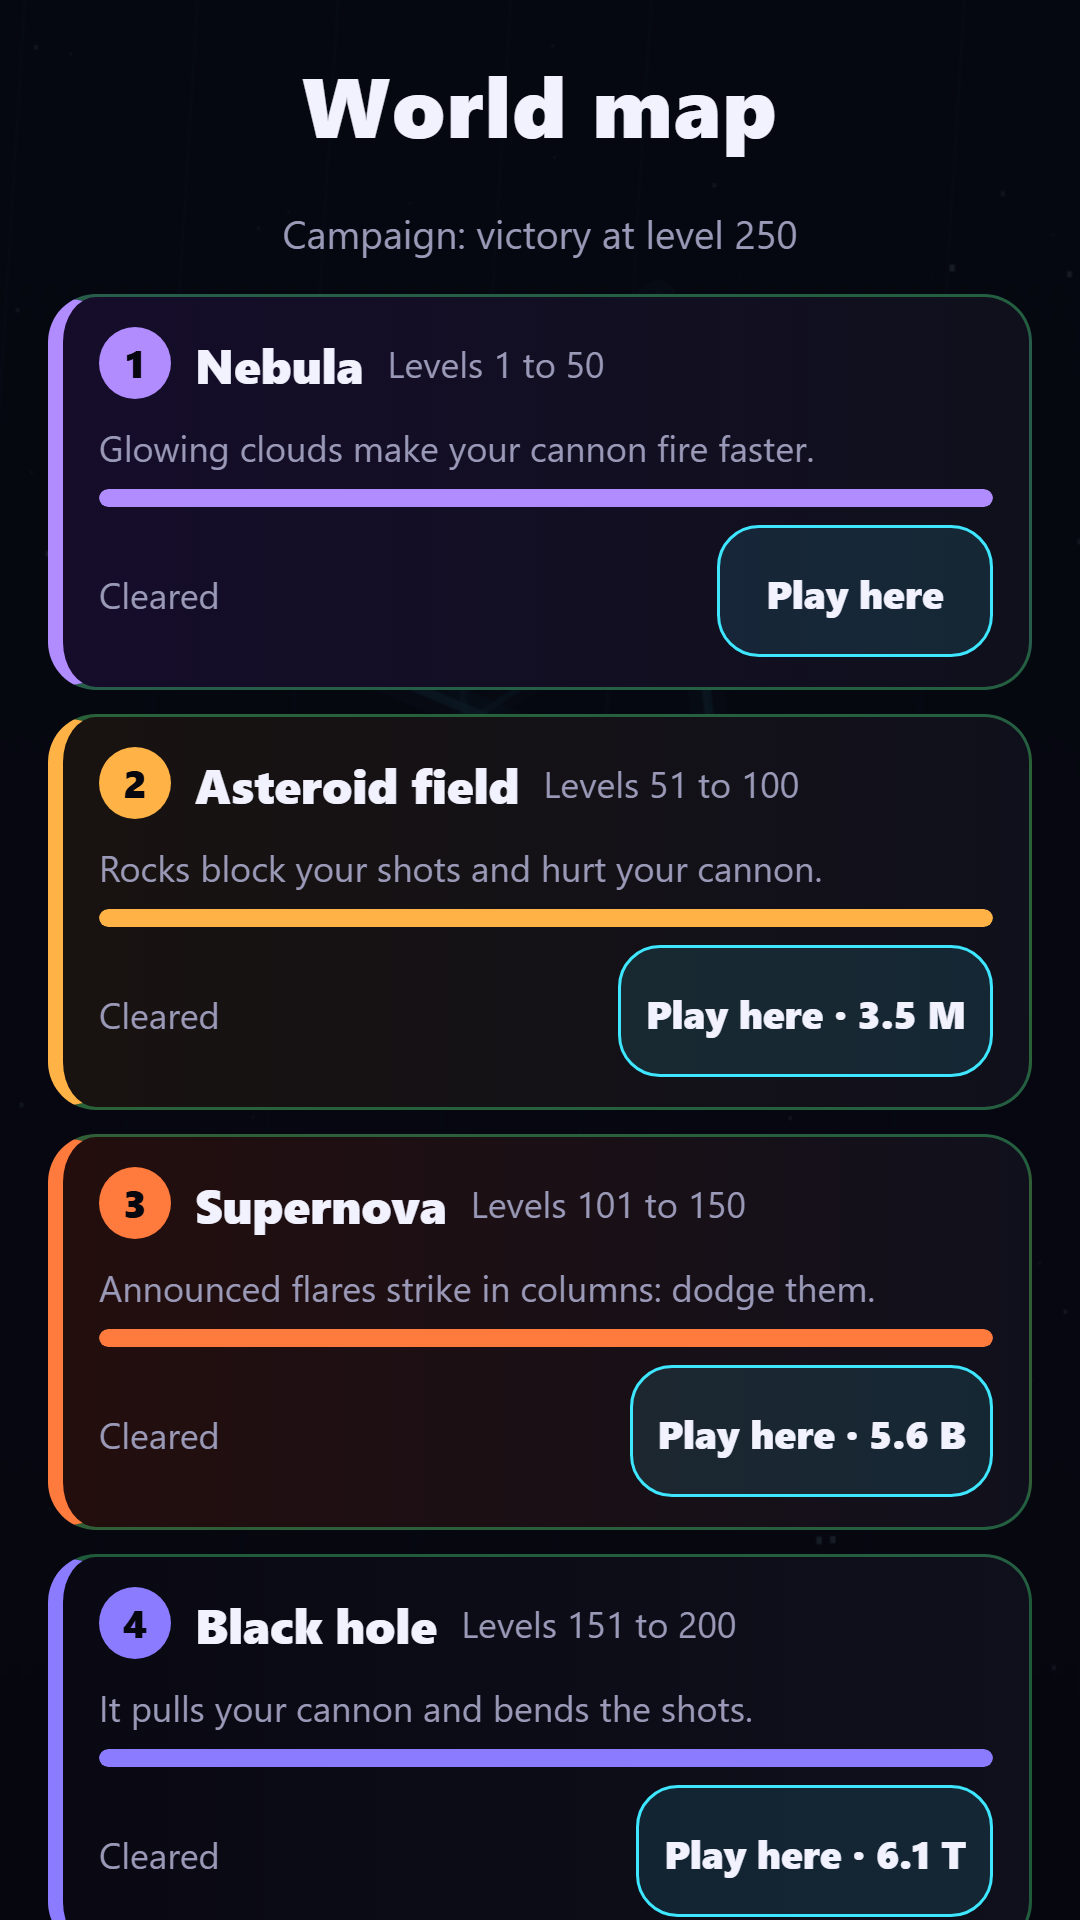 World map
Campaign: victory at level 250
1 Nebula Levels 1 to 50
Glowing clouds make your cannon fire faster.
Cleared Play here
2 Asteroid field Levels 51 to 100
Rocks block your shots and hurt your cannon.
Cleared Play here · 3.5 M
3 Supernova Levels 101 to 150
Announced flares strike in columns: dodge them.
Cleared Play here · 5.6 B
4 Black hole Levels 151 to 200
It pulls your cannon and bends the shots.
Cleared Play here · 6.1 T